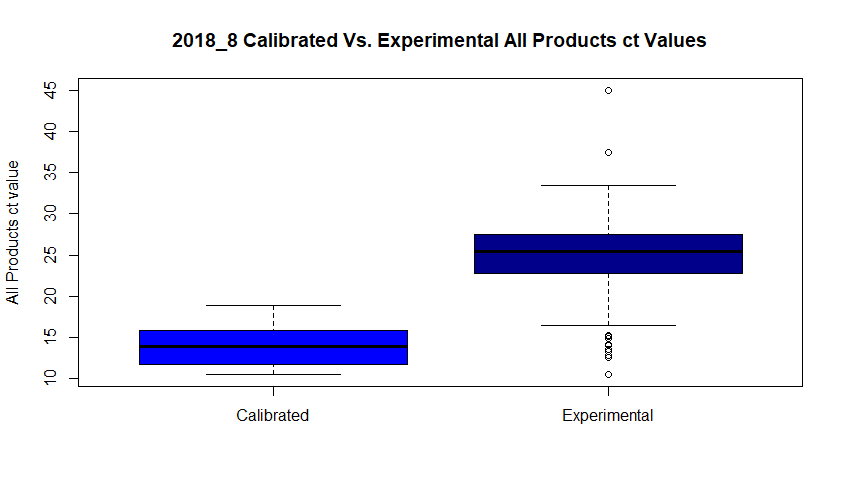 2018_8 Calibrated Vs. Experimental All Products ct Values
All Products ct value
45
40
35
30
25
20
15
10
Calibrated
Experimental